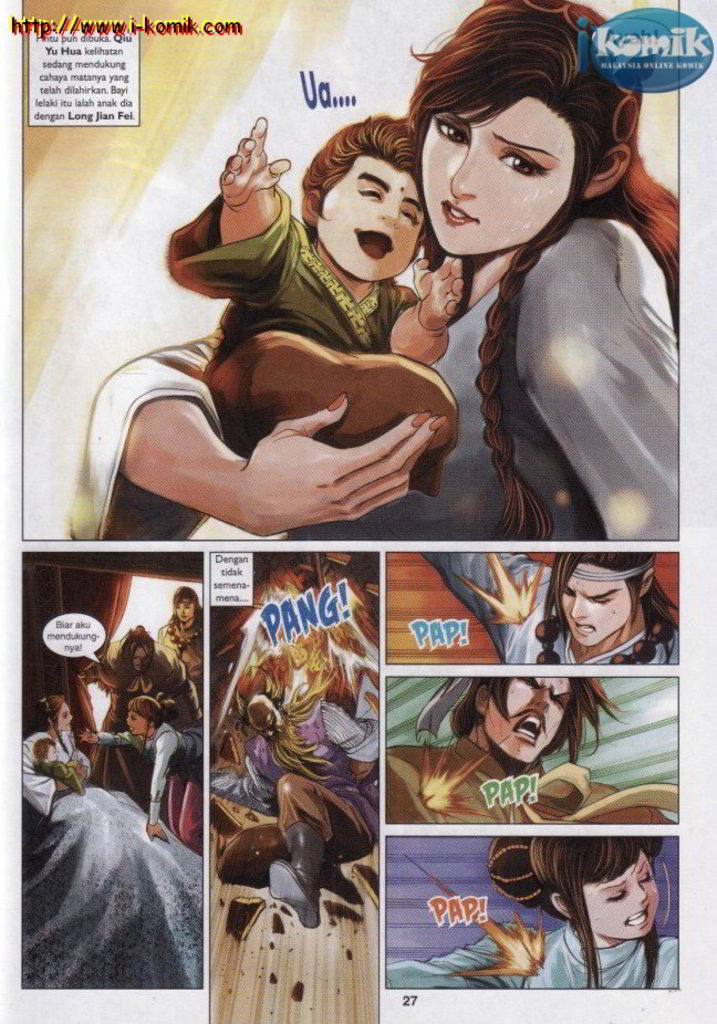 http://www.i-komik.com
ikomik
MALAYSIA ONLINE KOMIK
Pintu pun dibuka. Qiu
Yu Hua kelihatan
sedang mendukung
cahaya matanya yang
telah dilahirkan. Bayi
lelaki itu ialah anak dia
dengan Long Jian Fei.
Ua....
Biar aku
mendukung-
nya!
Dengan
tidak
semena-
mena....
PANG!
PAP!
PAP!
PAP!
27